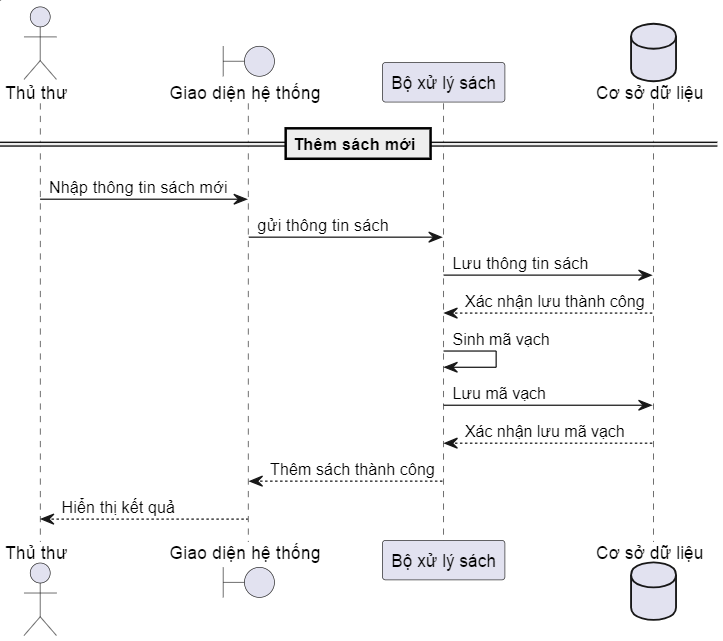 Thủ thư
Giao diện hệ thống
Bộ xử lý sách
Cơ sở dữ liệu
Thêm sách mới
Nhập thông tin sách mới
gửi thông tin sách
Lưu thông tin sách
Xác nhận lưu thành công
Sinh mã vạch
Lưu mã vạch
Xác nhận lưu mã vạch
Thêm sách thành công
Hiển thị kết quả
Thủ thư
Giao diện hệ thống
Bộ xử lý sách
Cơ sở dữ liệu